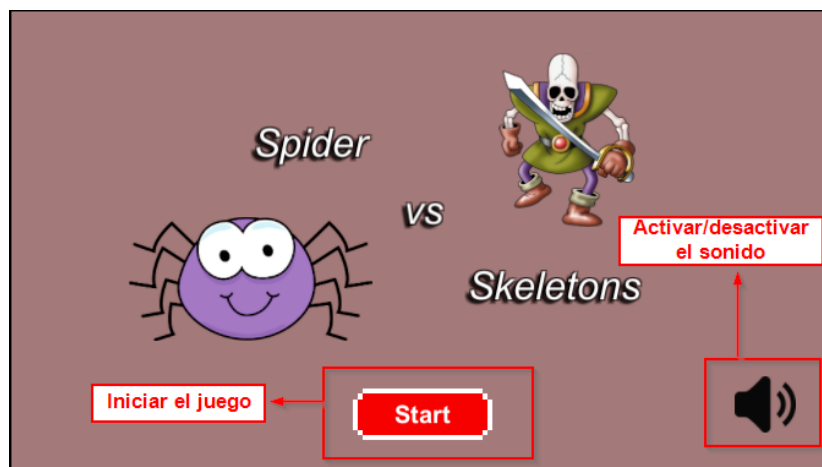 Spider
vs
Skeletons
Activar/desactivar
el sonido
Iniciar el juego
Start